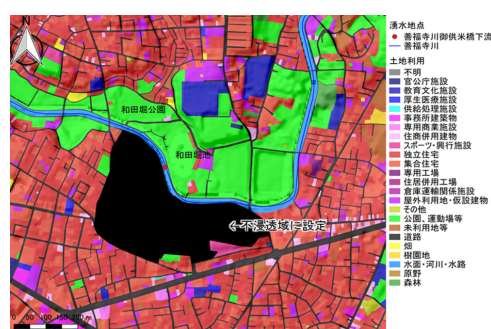 湧水地点
善福寺川御供米橋下流
善福寺川
土地利用
不明
官公庁施設
教育文化施設
厚生医療施設
供給処理施設
事務所建築物
専用商業施設
住商併用建物
スポーツ・興行施設
独立住宅
集合住宅
専用工場
住居併用工場
倉庫運輸関係施設
屋外利用地・仮設建物
その他
公園、運動場等
未利用地等
道路
畑
樹園地
水面・河川・水路
原野
森林
和田堀公園
和田堀池
←不浸透域に設定
0 50 100 150 200 m